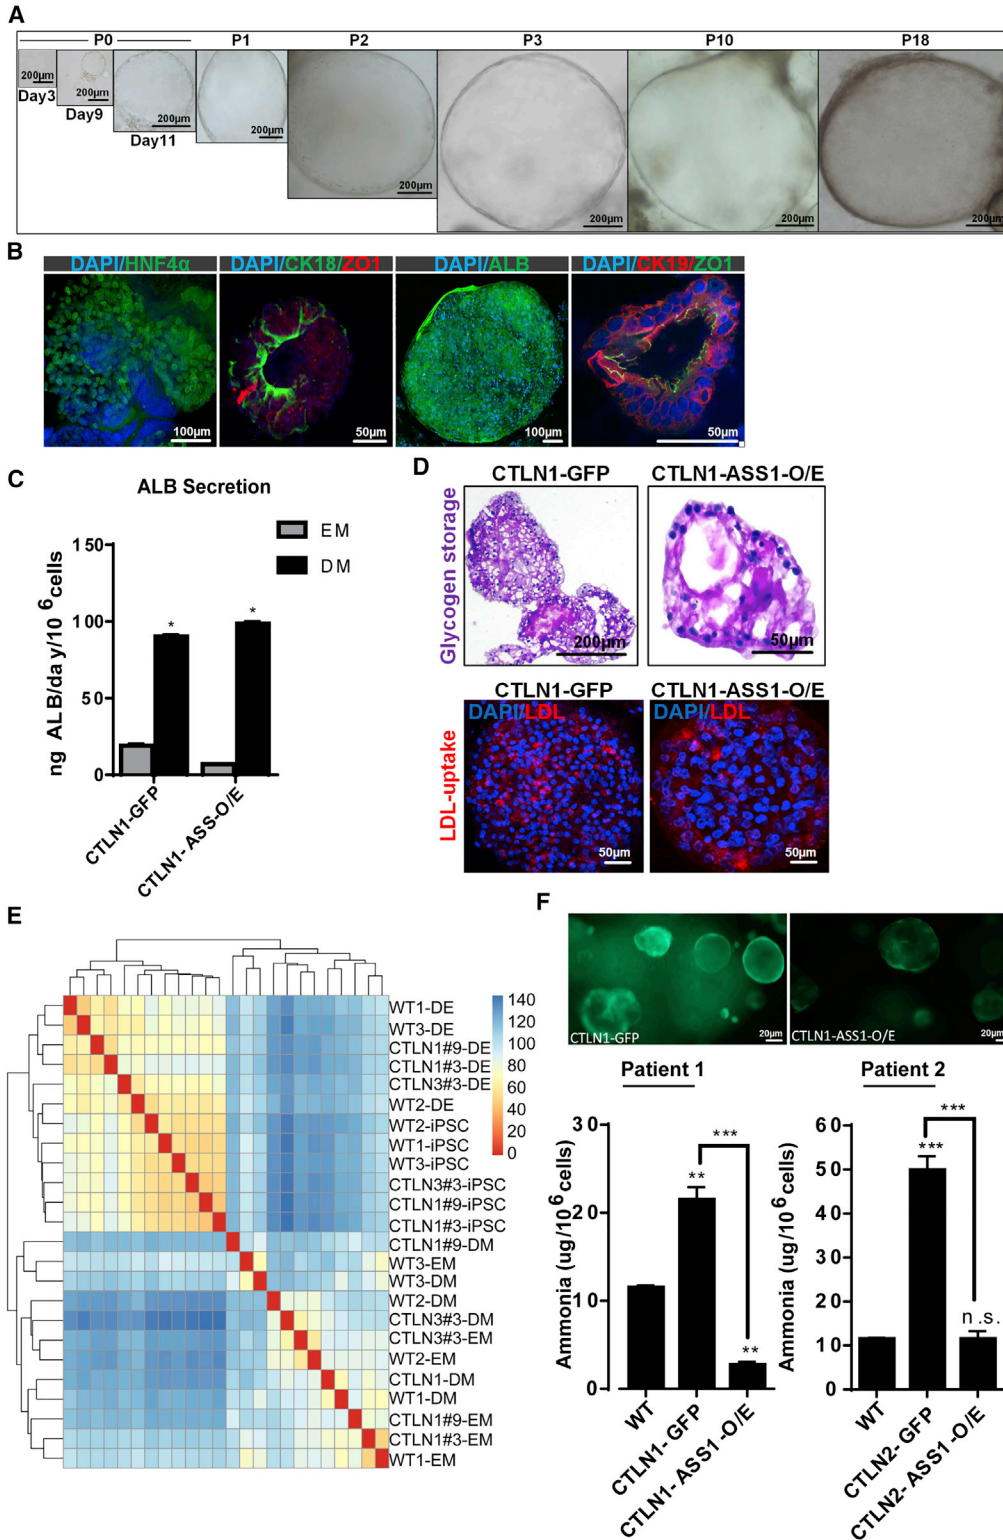 A
P0 P1 P2 P3 P10 P18
200µm 200µm 200µm 200µm 200µm 200µm 200µm 200µm
Day3
Day9
Day11
B
DAPI/HNF4α DAPI/CK18/ZO1 DAPI/ALB DAPI/CK19/ZO1
100µm 50µm 100µm 50µm
C
ALB Secretion
EM
DM
ng ALB/da y/10 6 cells
150
100
50
0
* *
CTLN1-GFP
CTLN1- ASS-O/E
D
CTLN1-GFP CTLN1-ASS1-O/E
Glycogen storage
200µm 50µm
CTLN1-GFP CTLN1-ASS1-O/E
DAPI/LDL DAPI/LDL
LDL-uptake
50µm 50µm
E
WT1-DE
WT3-DE
CTLN1#9-DE
CTLN1#3-DE
CTLN3#3-DE
WT2-DE
WT2-iPSC
WT1-iPSC
WT3-iPSC
CTLN3#3-iPSC
CTLN1#9-iPSC
CTLN1#3-iPSC
CTLN1#9-DM
WT3-EM
WT3-DM
WT2-DM
CTLN3#3-DM
CTLN3#3-EM
WT2-EM
CTLN1-DM
WT1-DM
CTLN1#9-EM
CTLN1#3-EM
WT1-EM
140
120
100
80
60
40
20
0
F
CTLN1-GFP 20µm
CTLN1-ASS1-O/E 20µm
Patient 1
Ammonia (ug/10 6 cells)
30
20
10
0
***
**
**
WT
CTLN1- GFP
CTLN1- ASS1 -O/E
Patient 2
Ammonia (ug/10 6 cells)
60
50
40
30
20
10
0
***
***
n .s.
WT
CTLN2- GFP
CTLN2- ASS1 -O/E